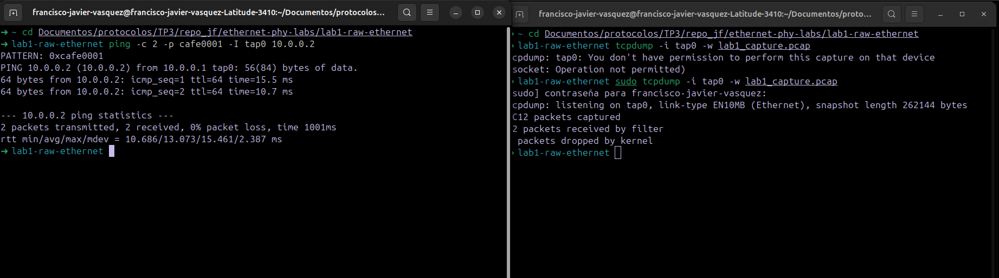 francisco-javier-vasquez@francisco-javier-vasquez-Latitude-3410:~/Documentos/protocolos...
➜ ~ cd Documentos/protocolos/TP3/repo_jf/ethernet-phy-labs/lab1-raw-ethernet
➜ lab1-raw-ethernet ping -c 2 -p cafe0001 -I tap0 10.0.0.2
PATTERN: 0xcafe0001
PING 10.0.0.2 (10.0.0.2) from 10.0.0.1 tap0: 56(84) bytes of data.
64 bytes from 10.0.0.2: icmp_seq=1 ttl=64 time=15.5 ms
64 bytes from 10.0.0.2: icmp_seq=2 ttl=64 time=10.7 ms
--- 10.0.0.2 ping statistics ---
2 packets transmitted, 2 received, 0% packet loss, time 1001ms
rtt min/avg/max/mdev = 10.686/13.073/15.461/2.387 ms
➜ lab1-raw-ethernet
francisco-javier-vasquez@francisco-javier-vasquez-Latitude-3410:~/Documentos/proto...
~ cd Documentos/protocolos/TP3/repo_jf/ethernet-phy-labs/lab1-raw-ethernet
lab1-raw-ethernet tcpdump -i tap0 -w lab1_capture.pcap
cpdump: tap0: You don't have permission to perform this capture on that device
socket: Operation not permitted)
lab1-raw-ethernet sudo tcpdump -i tap0 -w lab1_capture.pcap
sudo] contraseña para francisco-javier-vasquez:
cpdump: listening on tap0, link-type EN10MB (Ethernet), snapshot length 262144 bytes
C12 packets captured
2 packets received by filter
packets dropped by kernel
lab1-raw-ethernet